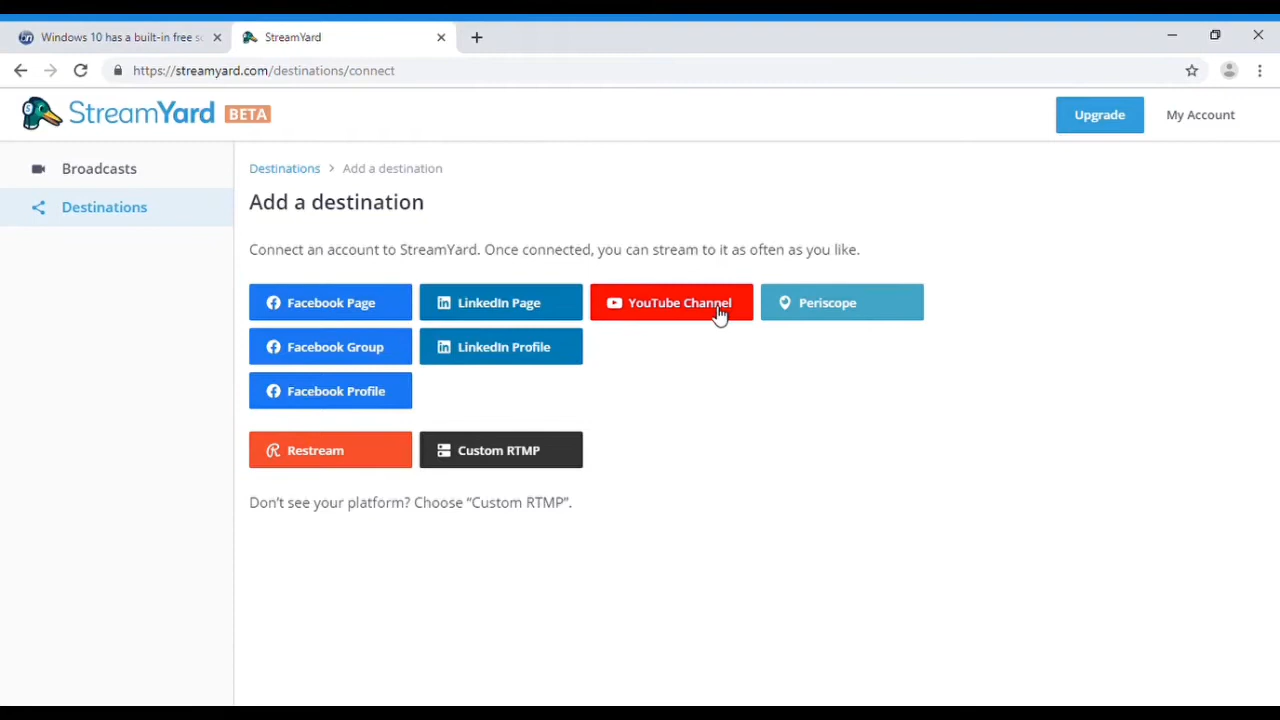 Windows 10 has a built-in free sc
StreamYard
https://streamyard.com/destinations/connect
StreamYard BETA
Upgrade
My Account
Broadcasts
Destinations
Destinations > Add a destination
Add a destination
Connect an account to StreamYard. Once connected, you can stream to it as often as you like.
Facebook Page
LinkedIn Page
YouTube Channel
Periscope
Facebook Group
LinkedIn Profile
Facebook Profile
Restream
Custom RTMP
Don’t see your platform? Choose “Custom RTMP”.